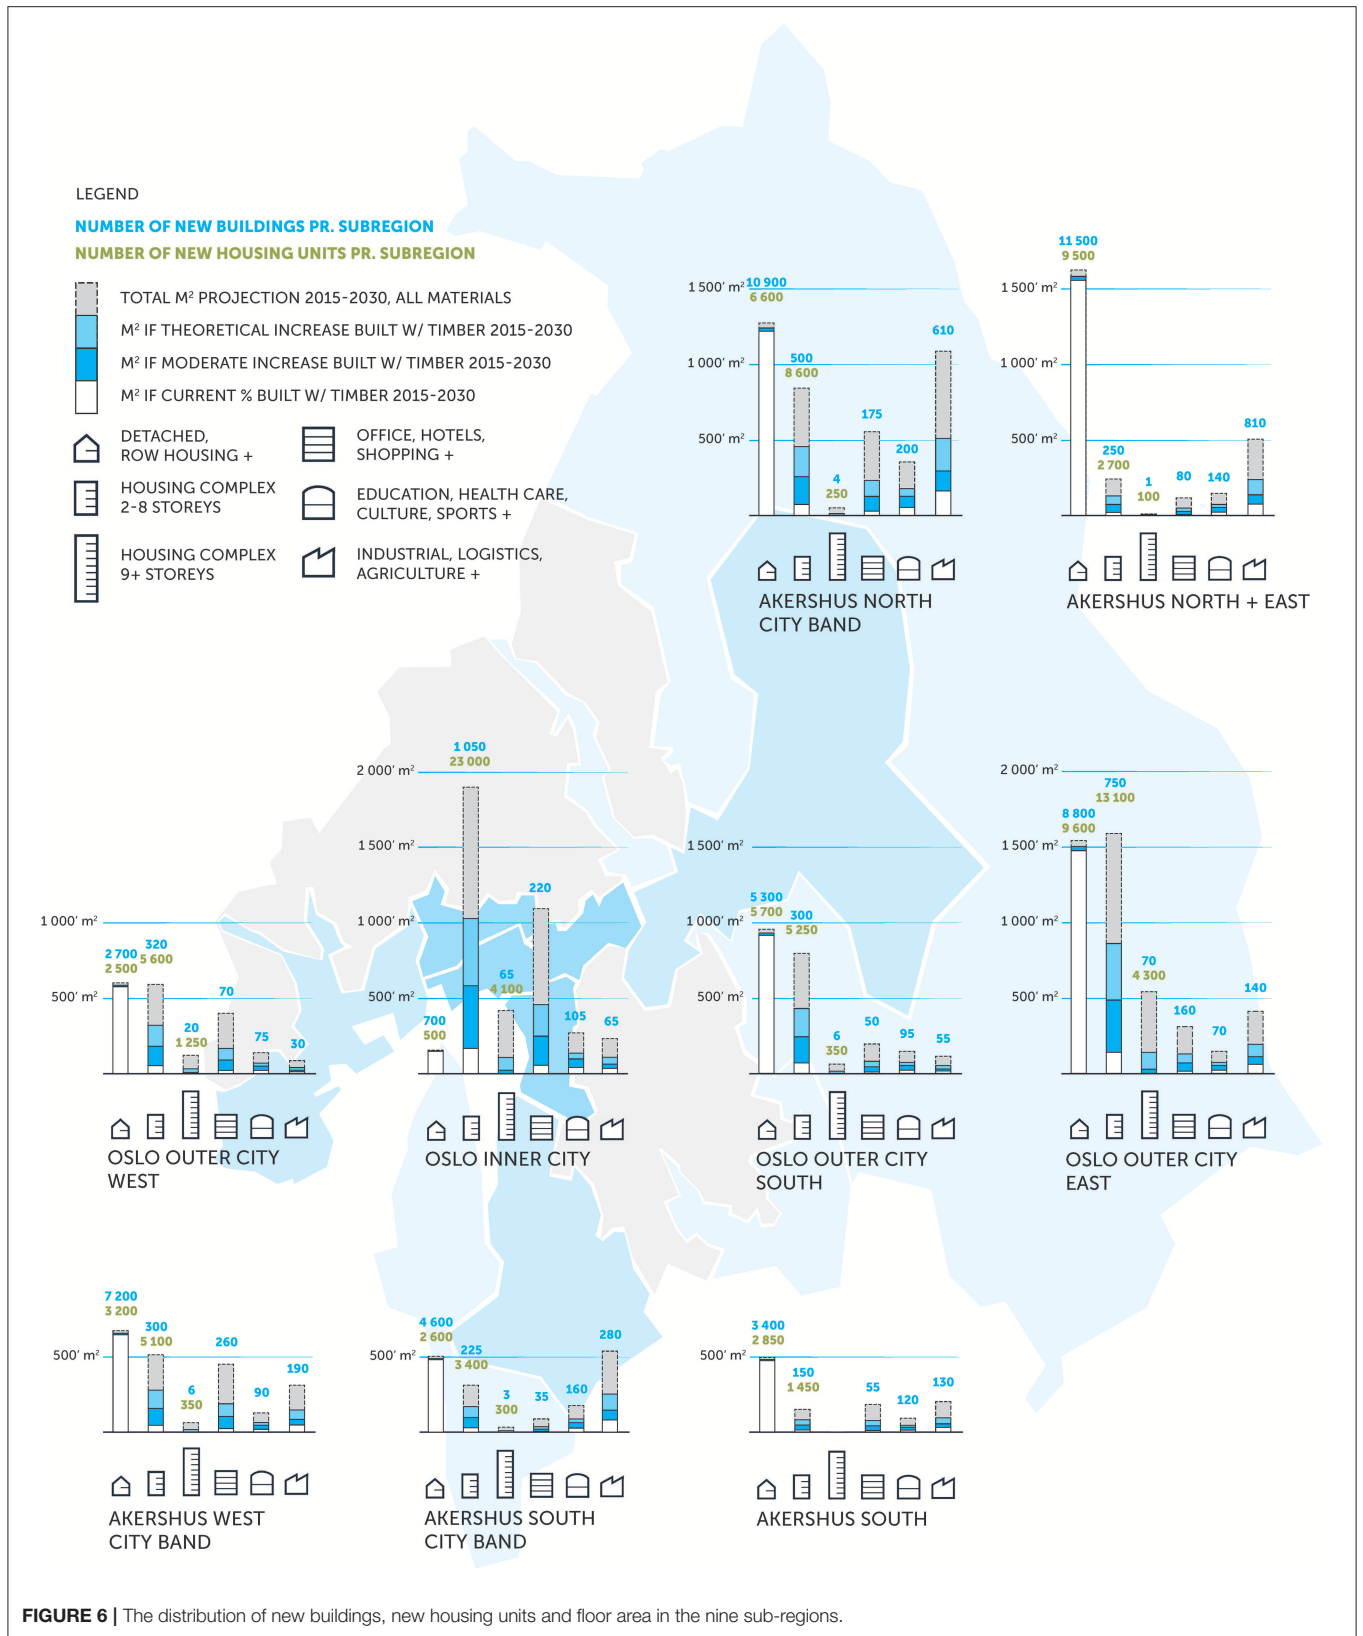 LEGEND
NUMBER OF NEW BUILDINGS PR. SUBREGION
NUMBER OF NEW HOUSING UNITS PR. SUBREGION
TOTAL M² PROJECTION 2015-2030, ALL MATERIALS
M² IF THEORETICAL INCREASE BUILT W/ TIMBER 2015-2030
M² IF MODERATE INCREASE BUILT W/ TIMBER 2015-2030
M² IF CURRENT % BUILT W/ TIMBER 2015-2030
DETACHED,
ROW HOUSING +
HOUSING COMPLEX
2-8 STOREYS
HOUSING COMPLEX
9+ STOREYS
OFFICE, HOTELS,
SHOPPING +
EDUCATION, HEALTH CARE,
CULTURE, SPORTS +
INDUSTRIAL, LOGISTICS,
AGRICULTURE +
1 500' m²
1 000' m²
500' m²
10 900
6 600
500
8 600
4
250
175
200
610
AKERSHUS NORTH
CITY BAND
1 500' m²
1 000' m²
500' m²
11 500
9 500
250
2 700
1
100
80
140
810
AKERSHUS NORTH + EAST
1 000' m²
500' m²
2 700
2 500
320
5 600
20
1 250
70
75
30
OSLO OUTER CITY
WEST
2 000' m²
1 500' m²
1 000' m²
500' m²
700
500
1 050
23 000
65
4 100
220
105
65
OSLO INNER CITY
1 500' m²
1 000' m²
500' m²
5 300
5 700
300
5 250
6
350
50
95
55
OSLO OUTER CITY
SOUTH
2 000' m²
1 500' m²
1 000' m²
500' m²
8 800
9 600
750
13 100
70
4 300
160
70
140
OSLO OUTER CITY
EAST
500' m²
7 200
3 200
300
5 100
6
350
260
90
190
AKERSHUS WEST
CITY BAND
500' m²
4 600
2 600
225
3 400
3
300
35
160
280
AKERSHUS SOUTH
CITY BAND
500' m²
3 400
2 850
150
1 450
55
120
130
AKERSHUS SOUTH
FIGURE 6 | The distribution of new buildings, new housing units and floor area in the nine sub-regions.